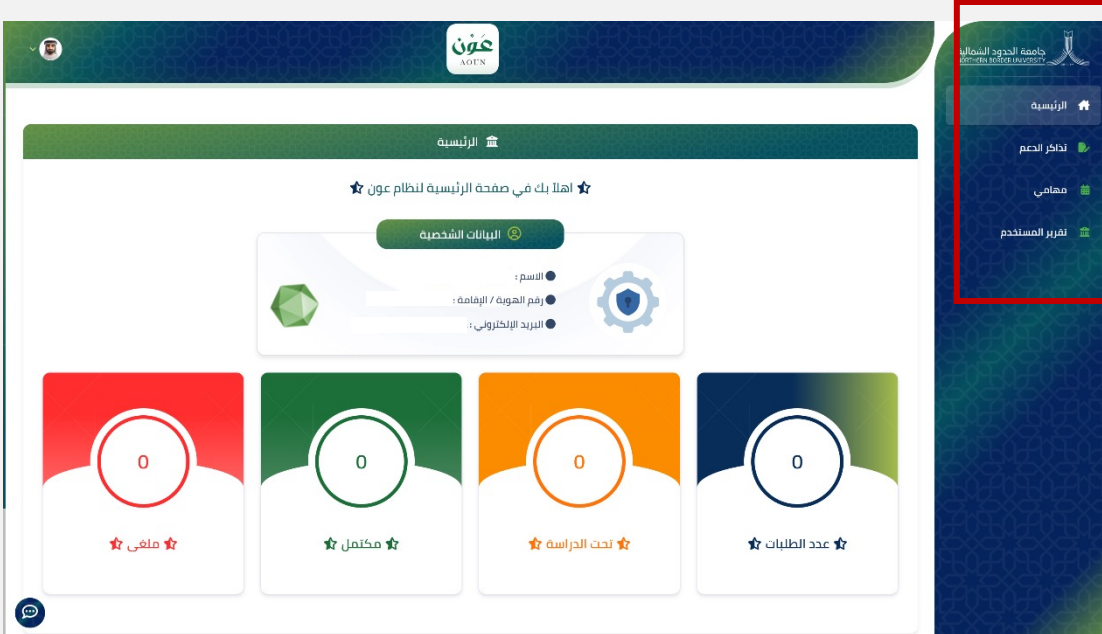 جامعة الحدود الشمالية
NORTHERN BORDER UNIVERSITY
الرئيسية
تذاكر الدعم
مهامي
تقرير المستخدم
عون
AOUN
الرئيسية
اهلاً بك في صفحة الرئيسية لنظام عون
البيانات الشخصية
الاسم :
رقم الهوية / الإقامة :
البريد الإلكتروني :
0
0
0
0
عدد الطلبات
تحت الدراسة
مكتمل
ملغى